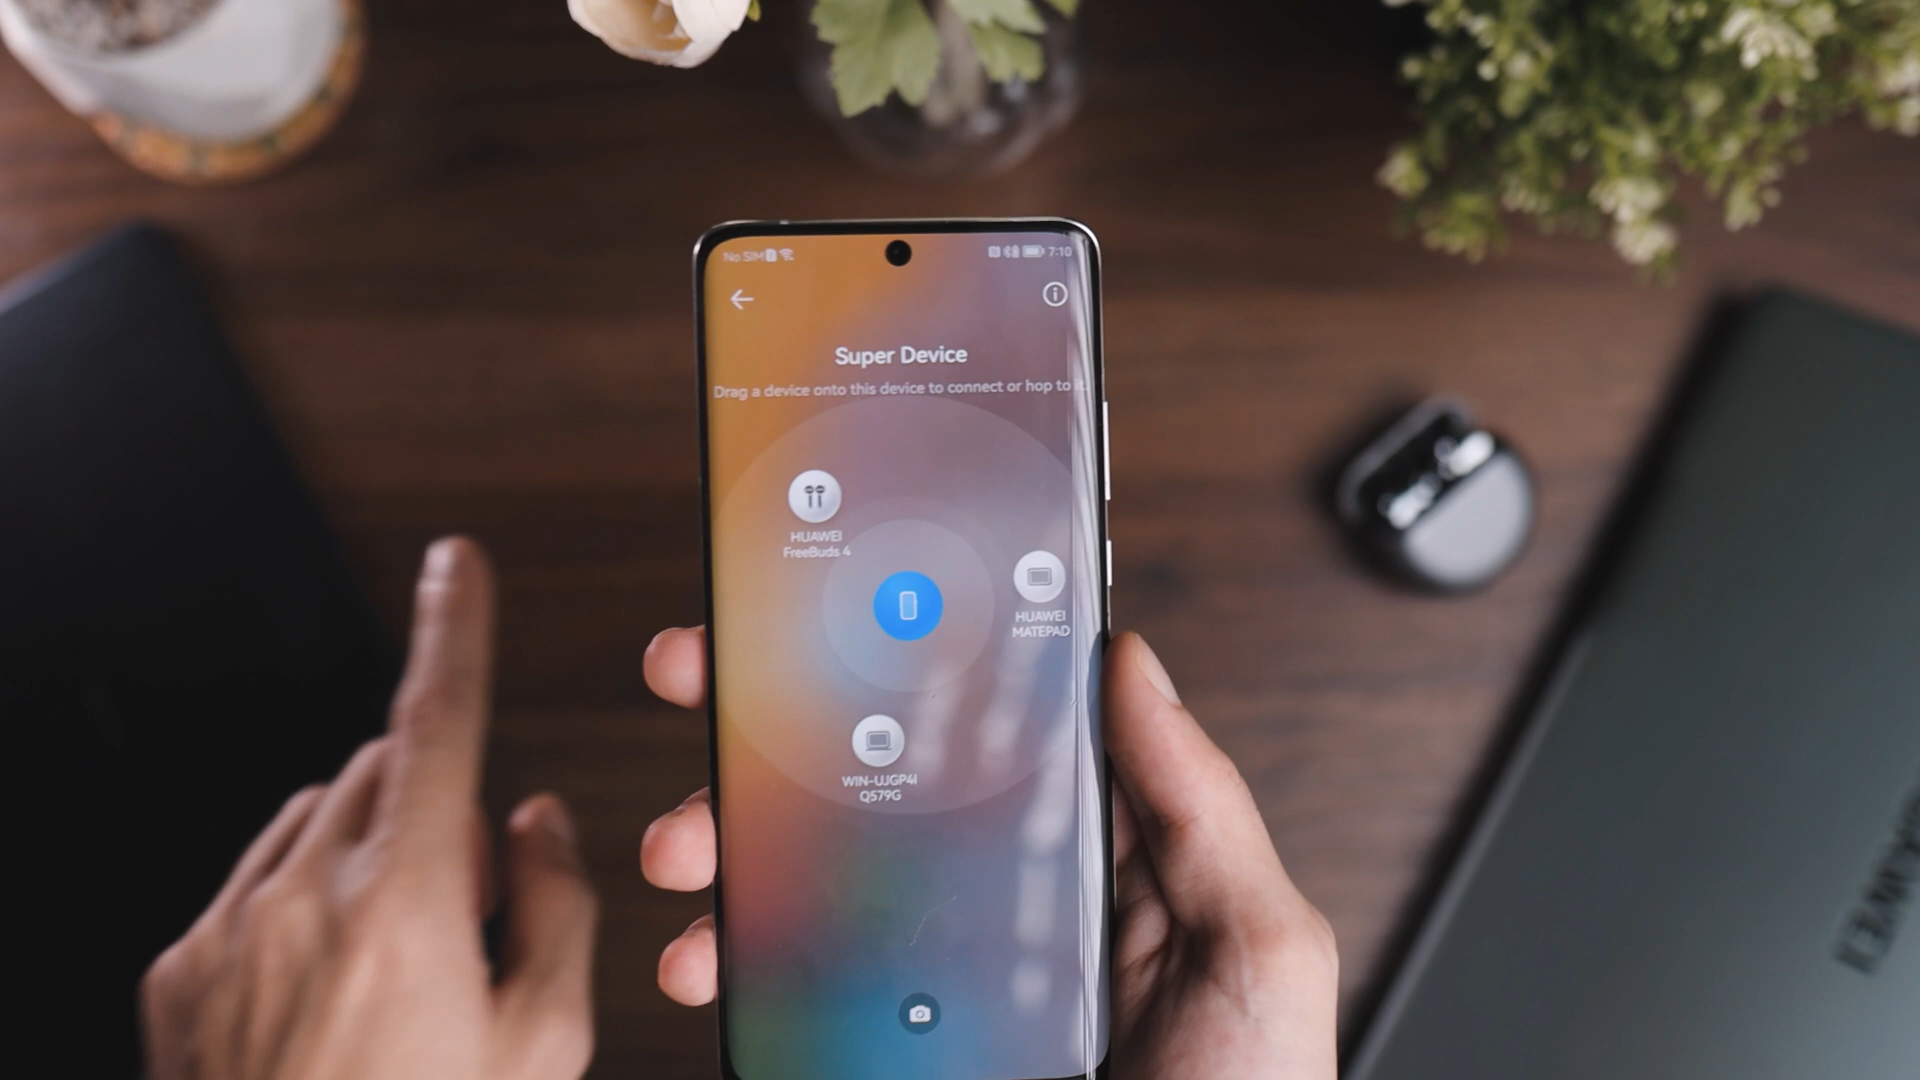 No SIM
7:10
Super Device
Drag a device onto this device to connect or hop to it.
HUAWEI
FreeBuds 4
HUAWEI
MATEPAD
WIN-UJGP4I
Q579G
HUAWEI